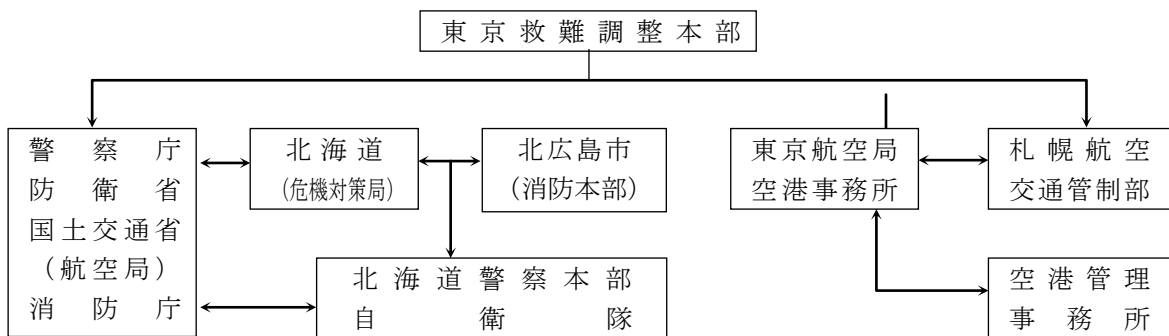 東京救難調整本部
警察庁
防衛省
国土交通省
（航空局）
消防庁
北海道
(危機対策局)
北広島市
(消防本部)
東京航空局
空港事務所
札幌航空
交通管制部
北海道警察本部
自衛隊
空港管理
事務所